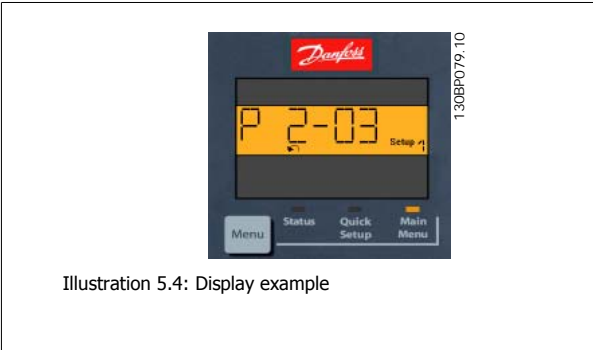 Danfoss
130BP079.10
P 2-03
Setup 1
Menu
Status
Quick Setup
Main Menu
Illustration 5.4: Display example